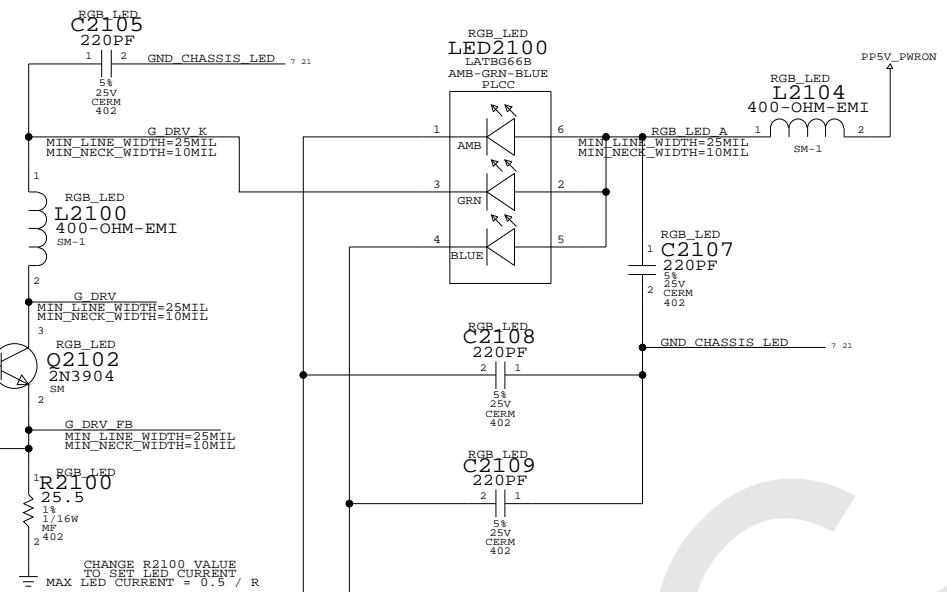 RGB_LED
C2105
220PF
1 2
GND_CHASSIS_LED 7 21
5%
25V
CERM
402
G_DRV_K
MIN_LINE_WIDTH=25MIL
MIN_NECK_WIDTH=10MIL
1
RGB_LED
L2100
400-OHM-EMI
SM-1
2
G_DRV
MIN_LINE_WIDTH=25MIL
MIN_NECK_WIDTH=10MIL
3
RGB_LED
Q2102
2N3904
SM
2
G_DRV_FB
MIN_LINE_WIDTH=25MIL
MIN_NECK_WIDTH=10MIL
RGB_LED
1
R2100
25.5
1%
1/16W
MF
402
2
CHANGE R2100 VALUE
TO SET LED CURRENT
MAX LED CURRENT = 0.5 / R
RGB_LED
LED2100
LATBG66B
AMB-GRN-BLUE
PLCC
1 6
AMB
3 2
GRN
4 5
BLUE
RGB_LED_A
MIN_LINE_WIDTH=25MIL
MIN_NECK_WIDTH=10MIL
PP5V_PWRON
RGB_LED
L2104
400-OHM-EMI
1 2
SM-1
RGB_LED
1
C2107
220PF
5%
25V
CERM
402
2
GND_CHASSIS_LED 7 21
RGB_LED
C2108
220PF
2 1
5%
25V
CERM
402
RGB_LED
C2109
220PF
2 1
5%
25V
CERM
402